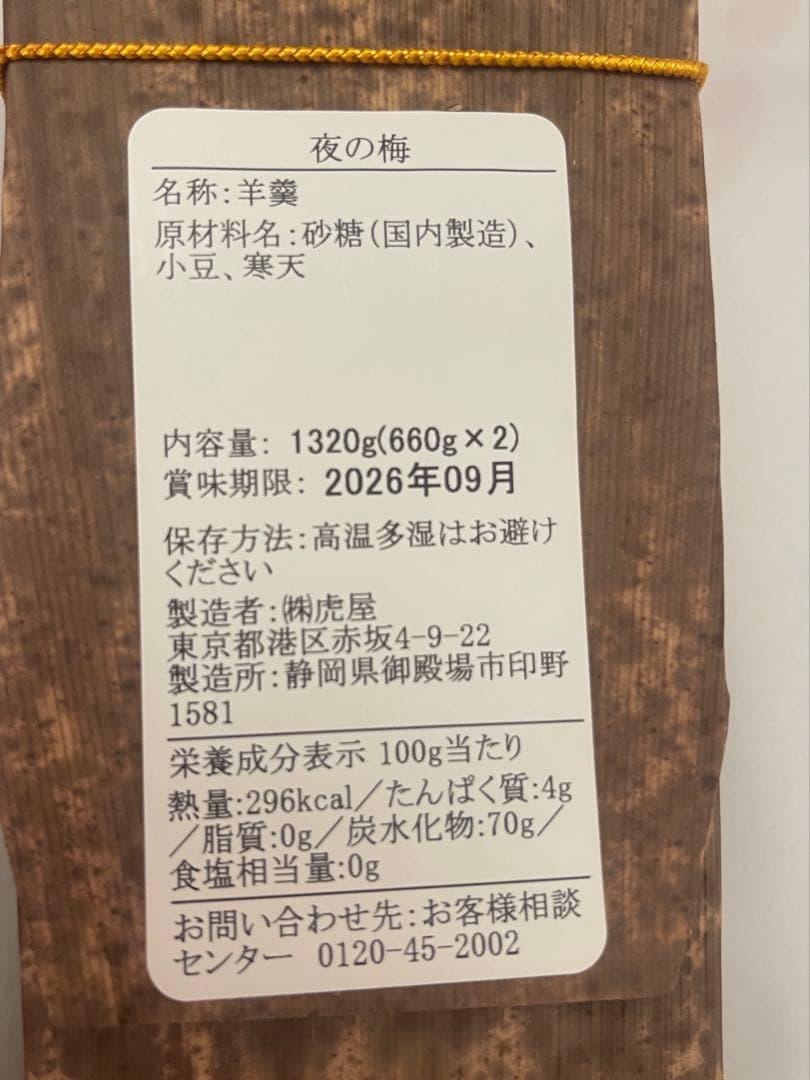 夜の梅
名称:羊羹
原材料名:砂糖(国内製造)、
小豆、寒天
内容量: 1320g(660g×2)
賞味期限: 2026年09月
保存方法:高温多湿はお避け
ください
製造者:㈱虎屋
東京都港区赤坂4-9-22
製造所:静岡県御殿場市印野
1581
栄養成分表示 100g当たり
熱量:296kcal/たんぱく質:4g
/脂質:0g/炭水化物:70g/
食塩相当量:0g
お問い合わせ先:お客様相談
センター 0120-45-2002